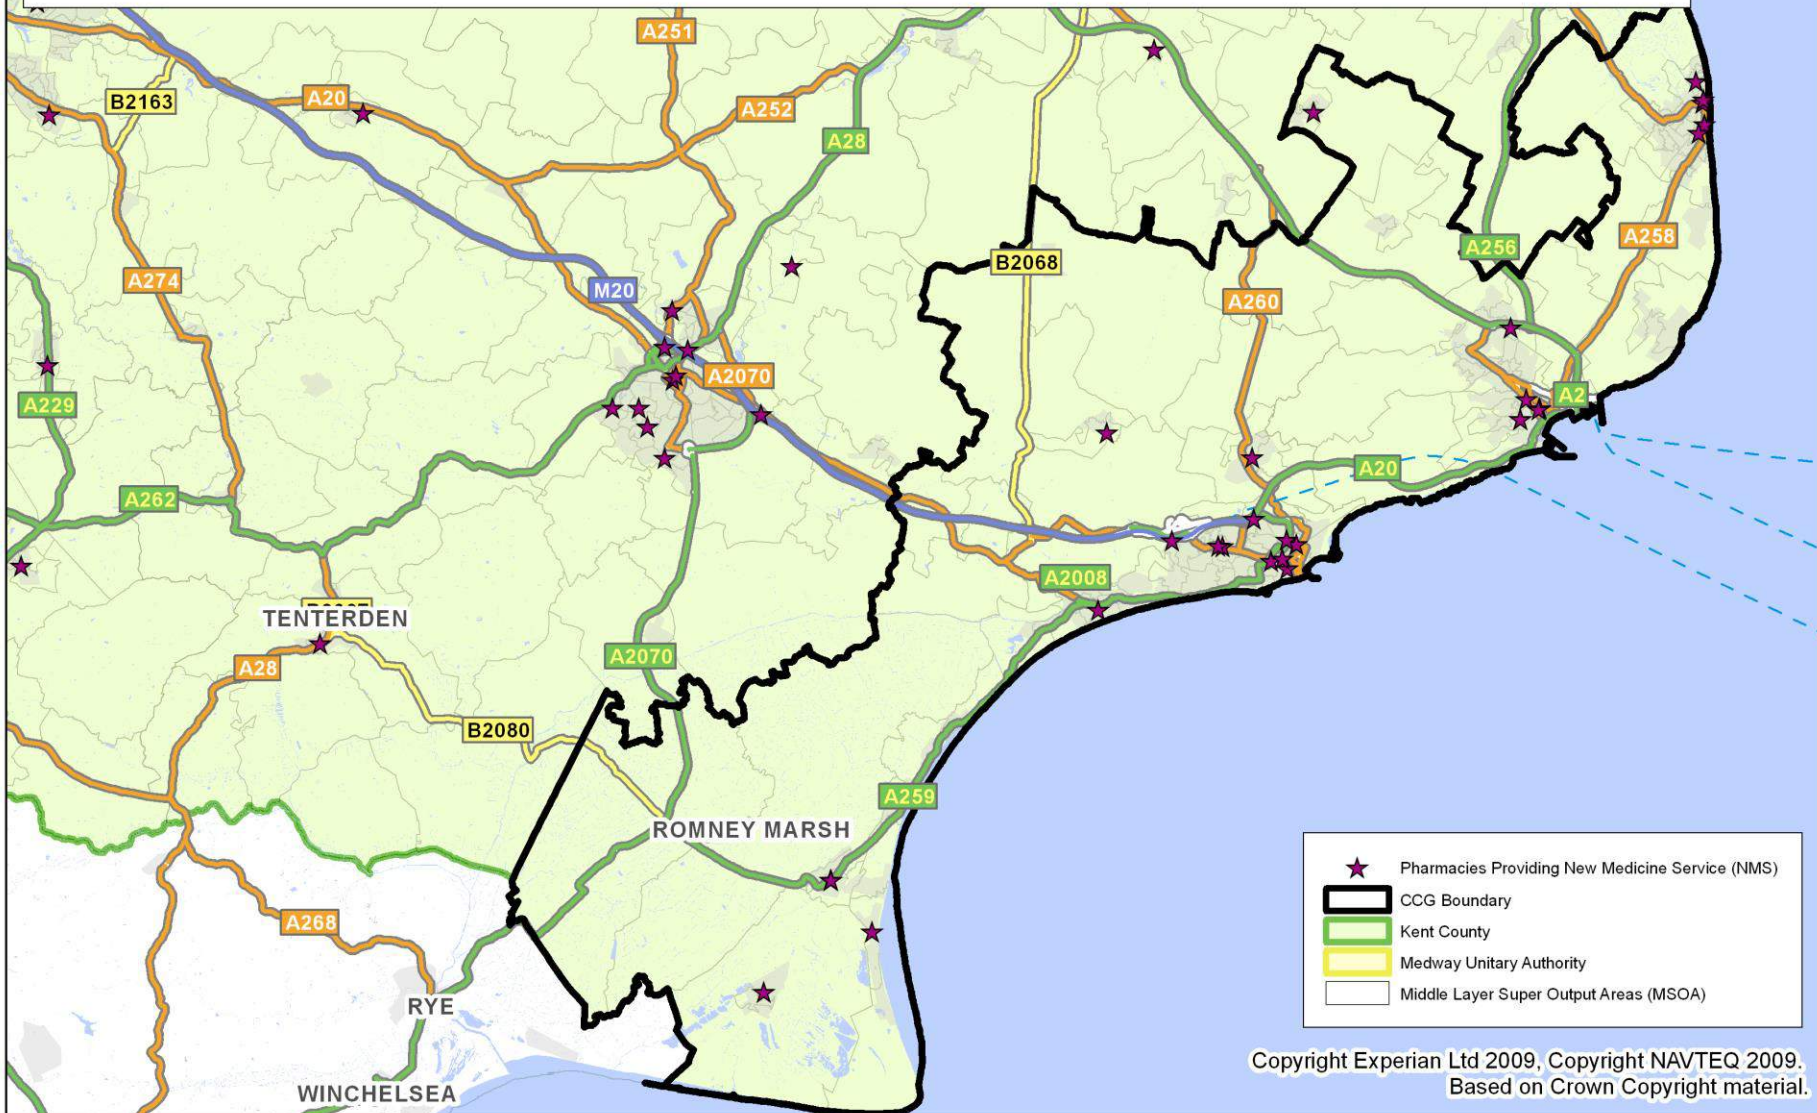 A251
B2163
A20
A252
A28
A256
A258
A274
B2068
M20
A260
A2070
A229
A2
A20
A262
A2008
TENTERDEN
A28
A2070
B2080
A259
ROMNEY MARSH
A268
RYE
WINCHELSEA
Pharmacies Providing New Medicine Service (NMS)
CCG Boundary
Kent County
Medway Unitary Authority
Middle Layer Super Output Areas (MSOA)
Copyright Experian Ltd 2009, Copyright NAVTEQ 2009.
Based on Crown Copyright material.